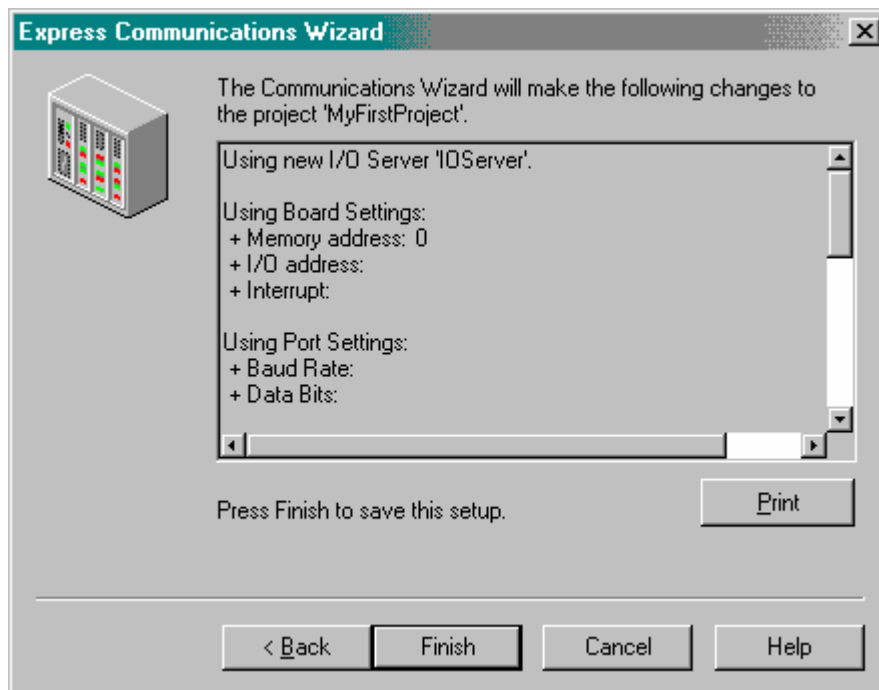 Express Communications Wizard
The Communications Wizard will make the following changes to
the project 'MyFirstProject'.
Using new I/O Server 'IOServer'.
Using Board Settings:
+ Memory address: 0
+ I/O address:
+ Interrupt:
Using Port Settings:
+ Baud Rate:
+ Data Bits:
Press Finish to save this setup.
Print
< Back
Finish
Cancel
Help